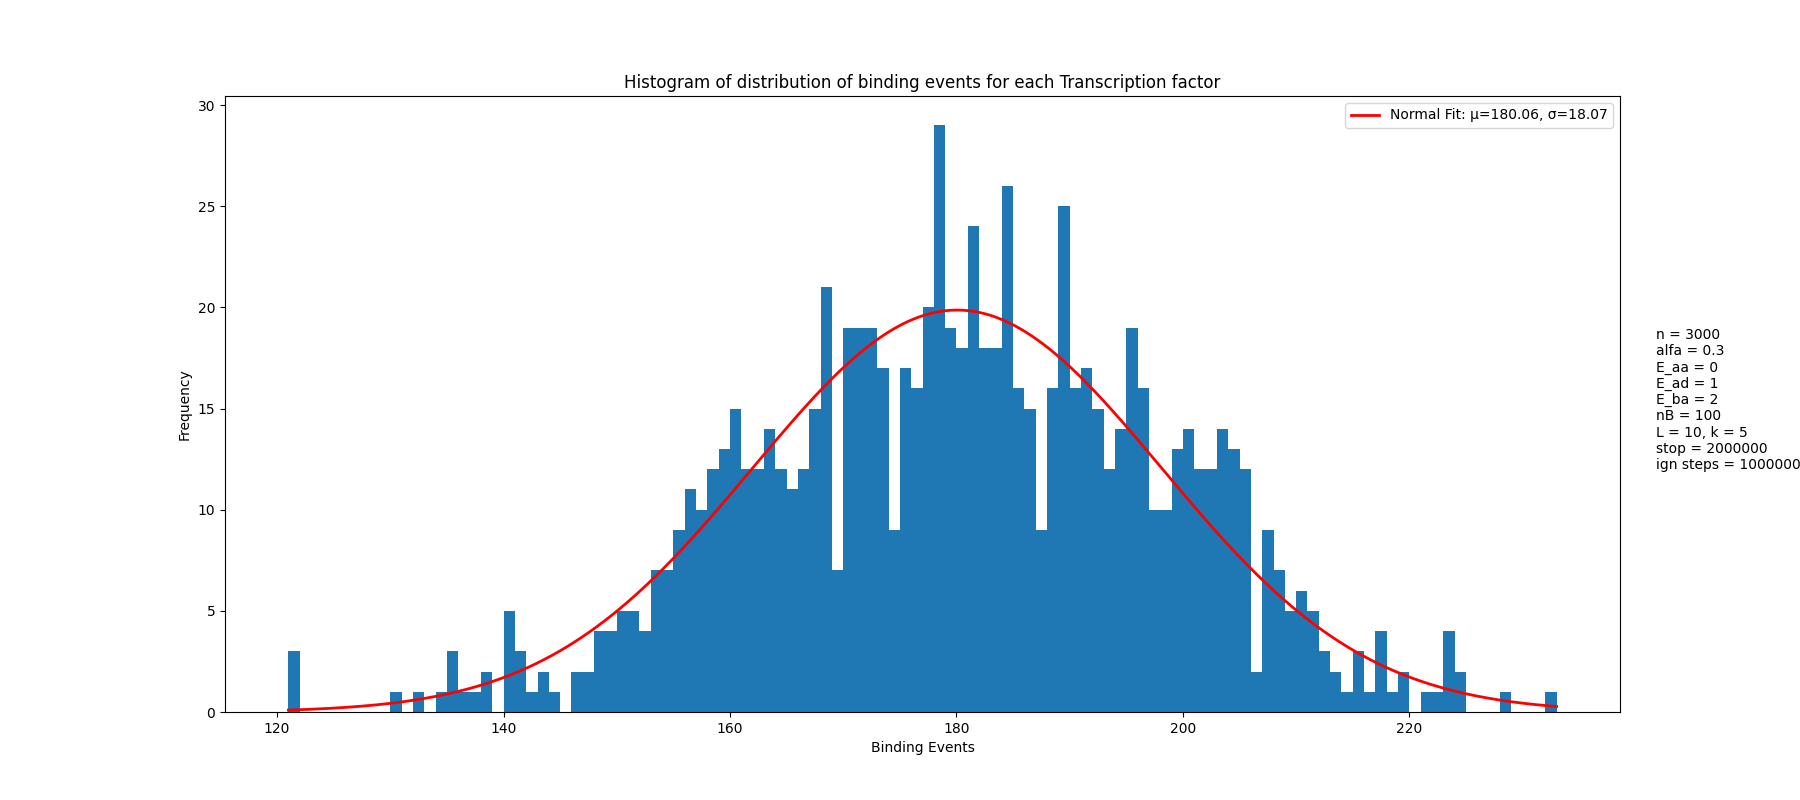 Histogram of distribution of binding events for each Transcription factor
Normal Fit: μ=180.06, σ=18.07
30
25
20
15
10
5
0
Frequency
120 140 160 180 200 220
Binding Events
n = 3000
alfa = 0.3
E_aa = 0
E_ad = 1
E_ba = 2
nB = 100
L = 10, k = 5
stop = 2000000
ign steps = 1000000